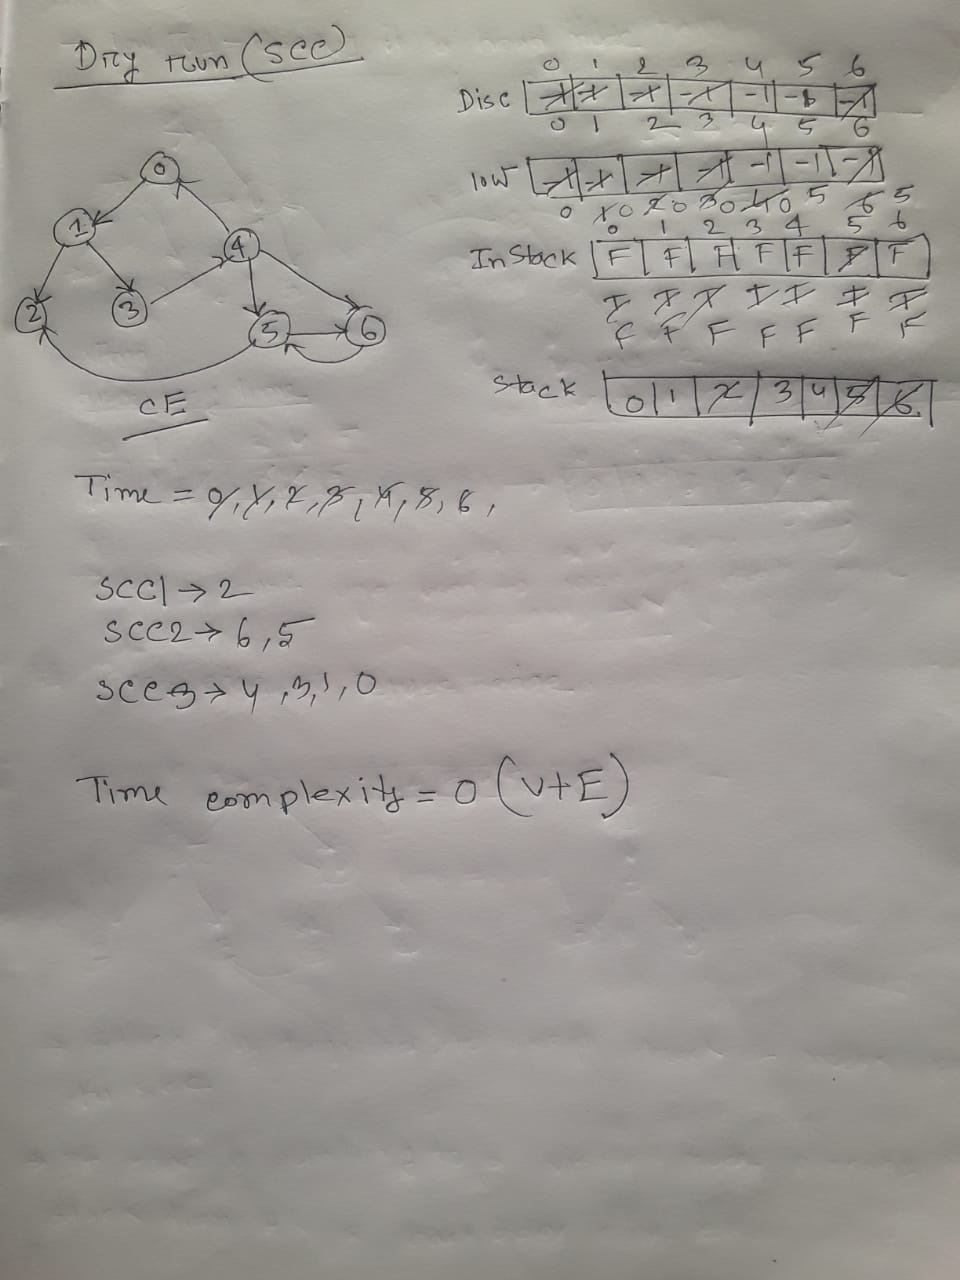 Dry run (SCC)
0 1 2 3 4 5 6
Disc -1 -1 -1 -1 -1 -1 -1
0 1 2 3 4 5 6
low -1 -1 -1 -1 -1 -1 -1
0 1 0 2 0 3 0 4 0 5 6 5
0 1 2 3 4 5 6
InStack F F F F F F F
T T T T T T T
F F F F F F F
Stack 0 1 2 3 4 5 6
0
1
4
2 3
5 6
CE
Time = 0, 1, 2, 3, 4, 5, 6,
SCC1 → 2
SCC2 → 6, 5
SCC3 → 4, 3, 1, 0
Time complexity = O (V+E)